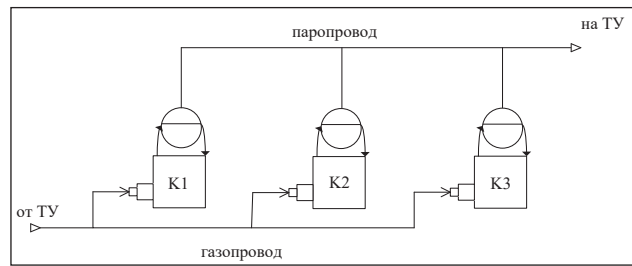 на ТУ
паропровод
К1
К2
К3
от ТУ
газопровод